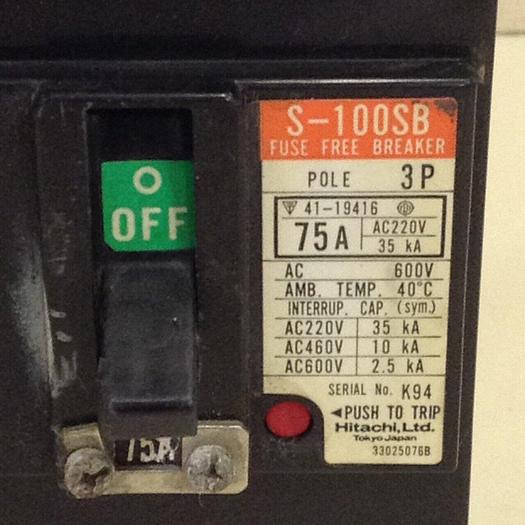 S-100SB
FUSE FREE BREAKER
POLE 3P
41-19416
75A AC220V
35 kA
AC 600V
AMB. TEMP. 40°C
INTERRUP. CAP. (sym.)
AC220V 35 kA
AC460V 10 kA
AC600V 2.5 kA
SERIAL No. K94
◄PUSH TO TRIP
Hitachi, Ltd.
Tokyo Japan
33025076B
O
OFF
75A